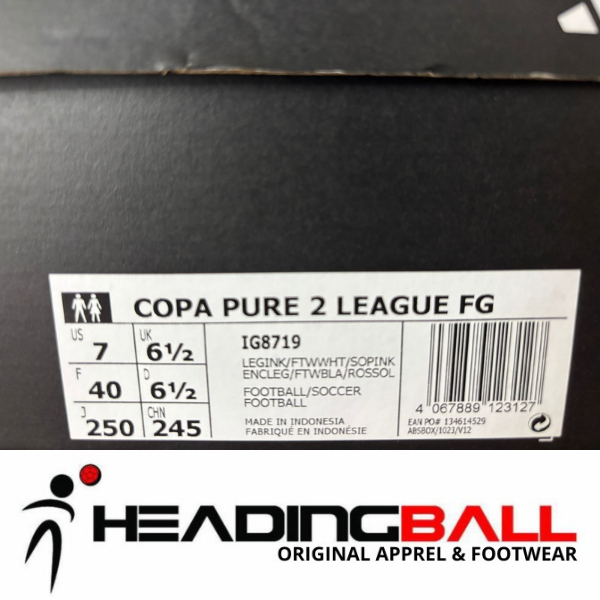 COPA PURE 2 LEAGUE FG
US 7 UK 6½
F 40 D 6½
J 250 CHN 245
IG8719
LEGINK/FTWWHT/SOPINK
ENCLEG/FTWBLA/ROSSOL
FOOTBALL/SOCCER
FOOTBALL
MADE IN INDONESIA
FABRIQUÉ EN INDONÉSIE
4 067889 123127
EAN PO# 134614529
ABSBOX/1023/V12
HEADINGBALL
ORIGINAL APPREL & FOOTWEAR